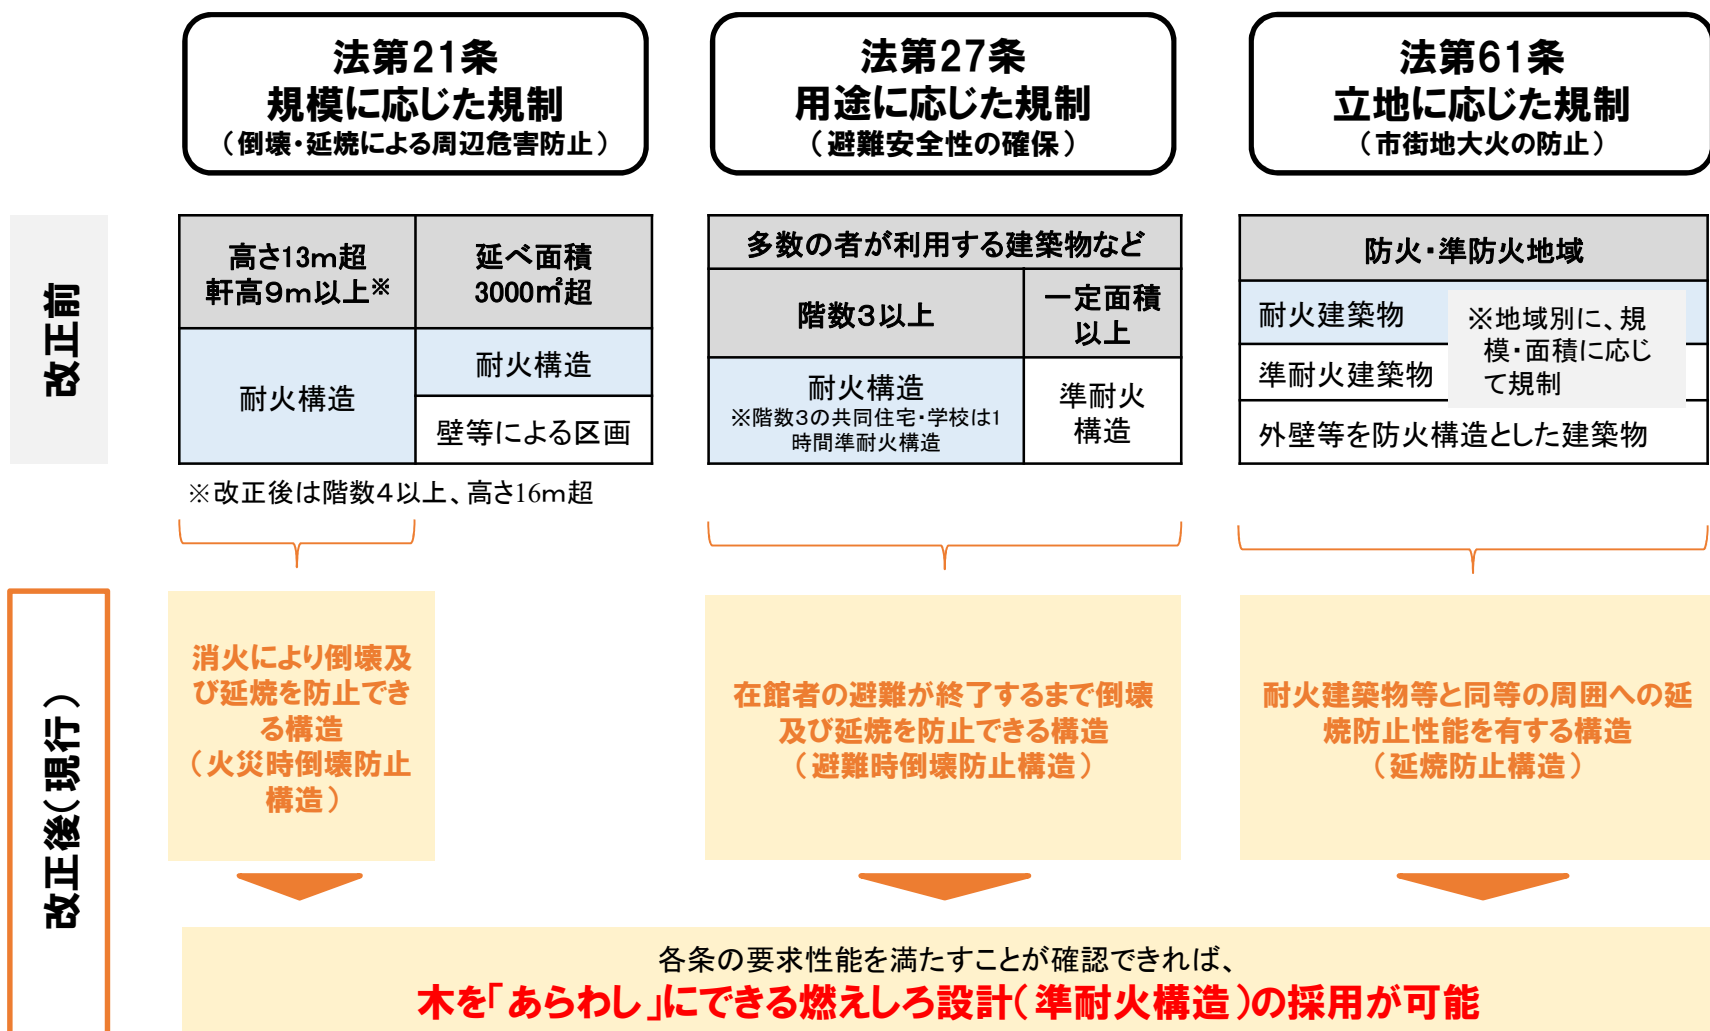 法第21条
規模に応じた規制
（倒壊・延焼による周辺危害防止）
法第27条
用途に応じた規制
（避難安全性の確保）
法第61条
立地に応じた規制
（市街地大火の防止）
改正前
高さ13m超
軒高9m以上※
延べ面積
3000㎡超
耐火構造
耐火構造
壁等による区画
※改正後は階数4以上、高さ16m超
多数の者が利用する建築物など
階数3以上
一定面積
以上
耐火構造
※階数3の共同住宅・学校は1
時間準耐火構造
準耐火
構造
防火・準防火地域
耐火建築物
準耐火建築物
外壁等を防火構造とした建築物
※地域別に、規
模・面積に応じ
て規制
改正後（現行）
消火により倒壊及
び延焼を防止でき
る構造
（火災時倒壊防止
構造）
在館者の避難が終了するまで倒壊
及び延焼を防止できる構造
（避難時倒壊防止構造）
耐火建築物等と同等の周囲への延
焼防止性能を有する構造
（延焼防止構造）
各条の要求性能を満たすことが確認できれば、
木を「あらわし」にできる燃えしろ設計（準耐火構造）の採用が可能